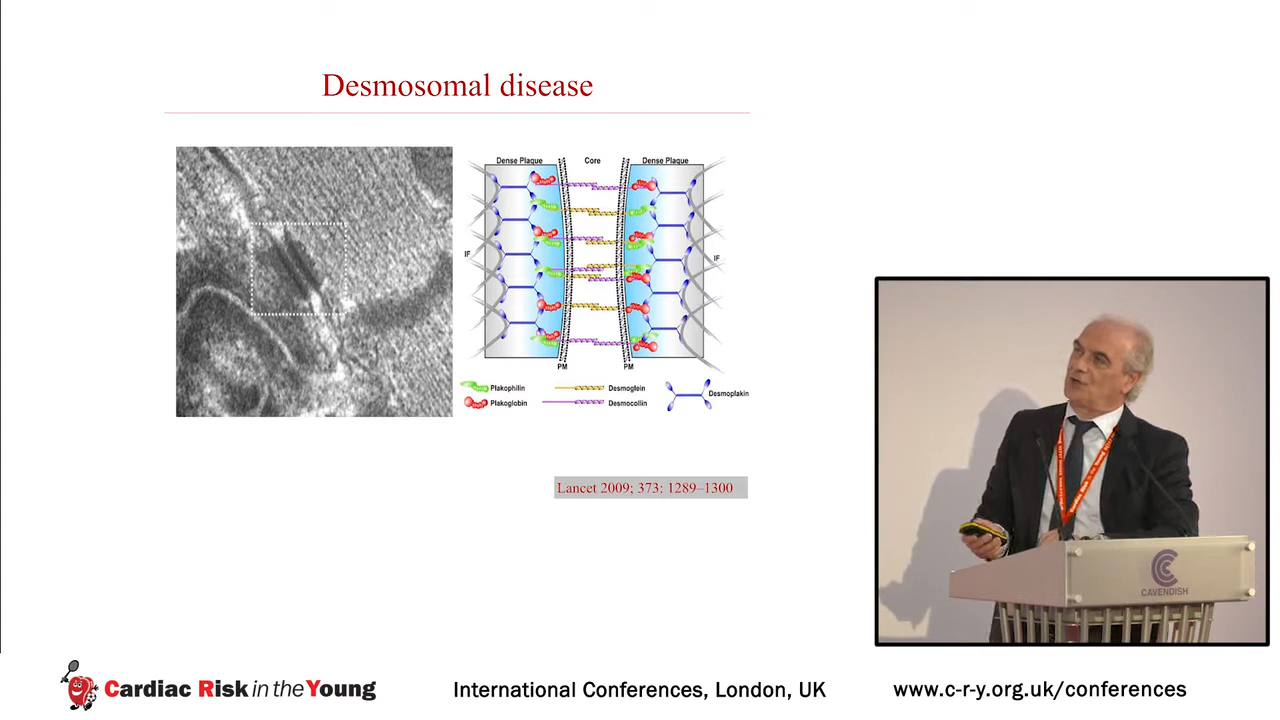 Desmosomal disease
Dense Plaque
Core
Dense Plaque
IF
IF
PM
PM
Plakophilin
Desmoglein
Plakoglobin
Desmocollin
Desmoplakin
Lancet 2009; 373: 1289–1300
CAVENDISH
Cardiac Risk in the Young
International Conferences, London, UK
www.c-r-y.org.uk/conferences